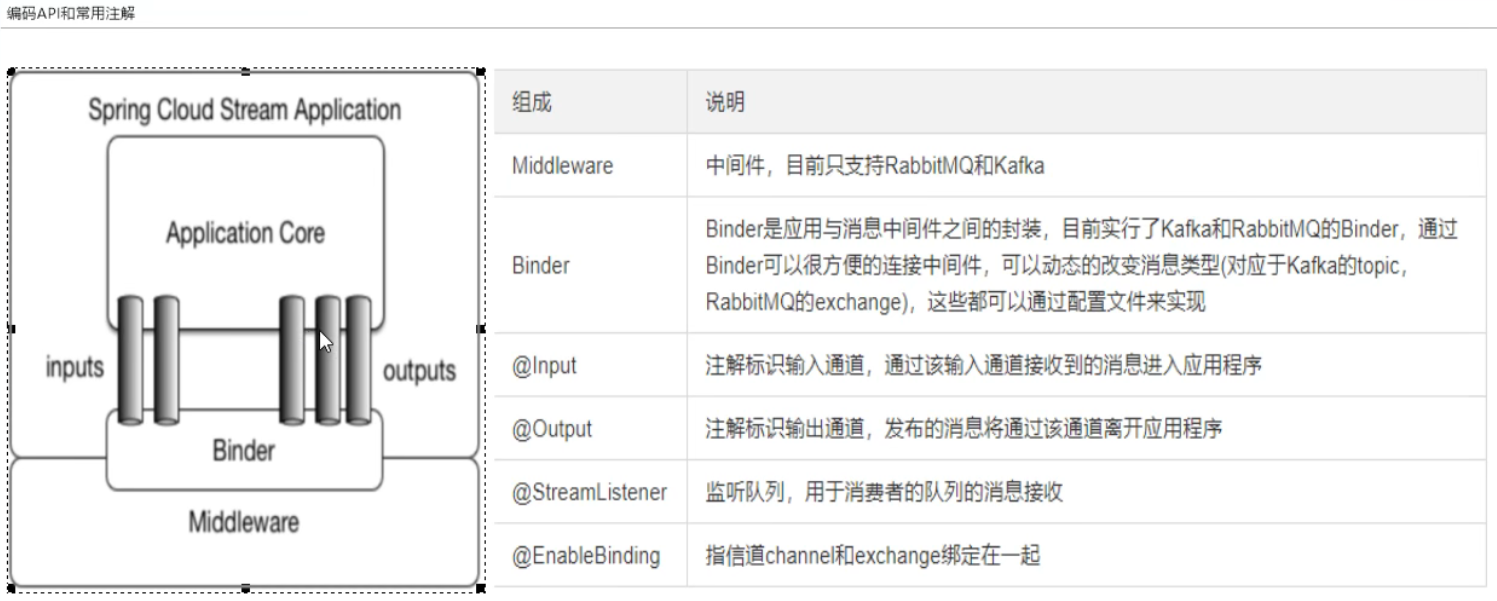 编码API和常用注解
Spring Cloud Stream Application
Application Core
inputs
outputs
Binder
Middleware
组成 说明
Middleware 中间件，目前只支持RabbitMQ和Kafka
Binder Binder是应用与消息中间件之间的封装，目前实行了Kafka和RabbitMQ的Binder，通过
Binder可以很方便的连接中间件，可以动态的改变消息类型(对应于Kafka的topic，
RabbitMQ的exchange)，这些都可以通过配置文件来实现
@Input 注解标识输入通道，通过该输入通道接收到的消息进入应用程序
@Output 注解标识输出通道，发布的消息将通过该通道离开应用程序
@StreamListener 监听队列，用于消费者的队列的消息接收
@EnableBinding 指信道channel和exchange绑定在一起